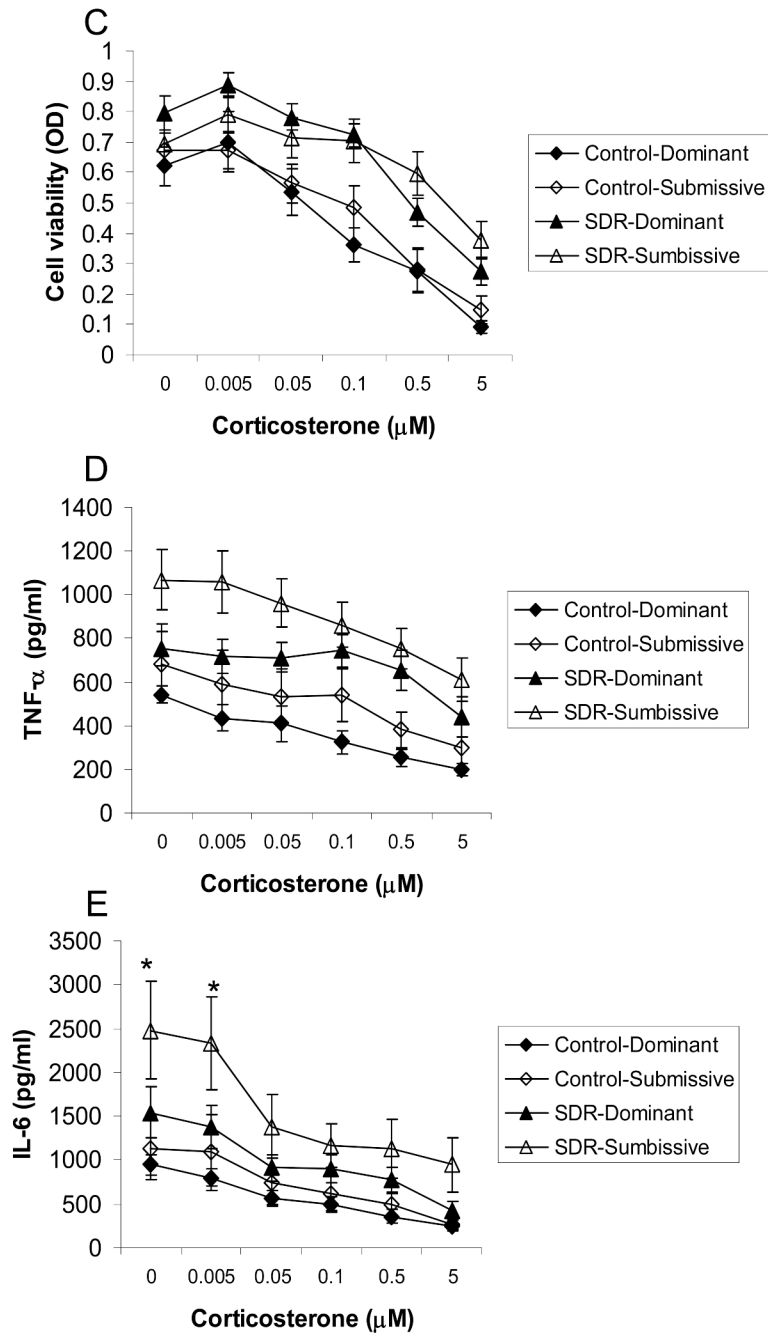 C
1
0.9
0.8
0.7
0.6
0.5
0.4
0.3
0.2
0.1
0
Cell viability (OD)
0 0.005 0.05 0.1 0.5 5
Corticosterone (μM)
Control-Dominant
Control-Submissive
SDR-Dominant
SDR-Sumbissive
D
1400
1200
1000
800
600
400
200
0
TNF-α (pg/ml)
0 0.005 0.05 0.1 0.5 5
Corticosterone (μM)
Control-Dominant
Control-Submissive
SDR-Dominant
SDR-Sumbissive
E
3500
3000
2500
2000
1500
1000
500
0
IL-6 (pg/ml)
* *
0 0.005 0.05 0.1 0.5 5
Corticosterone (μM)
Control-Dominant
Control-Submissive
SDR-Dominant
SDR-Sumbissive